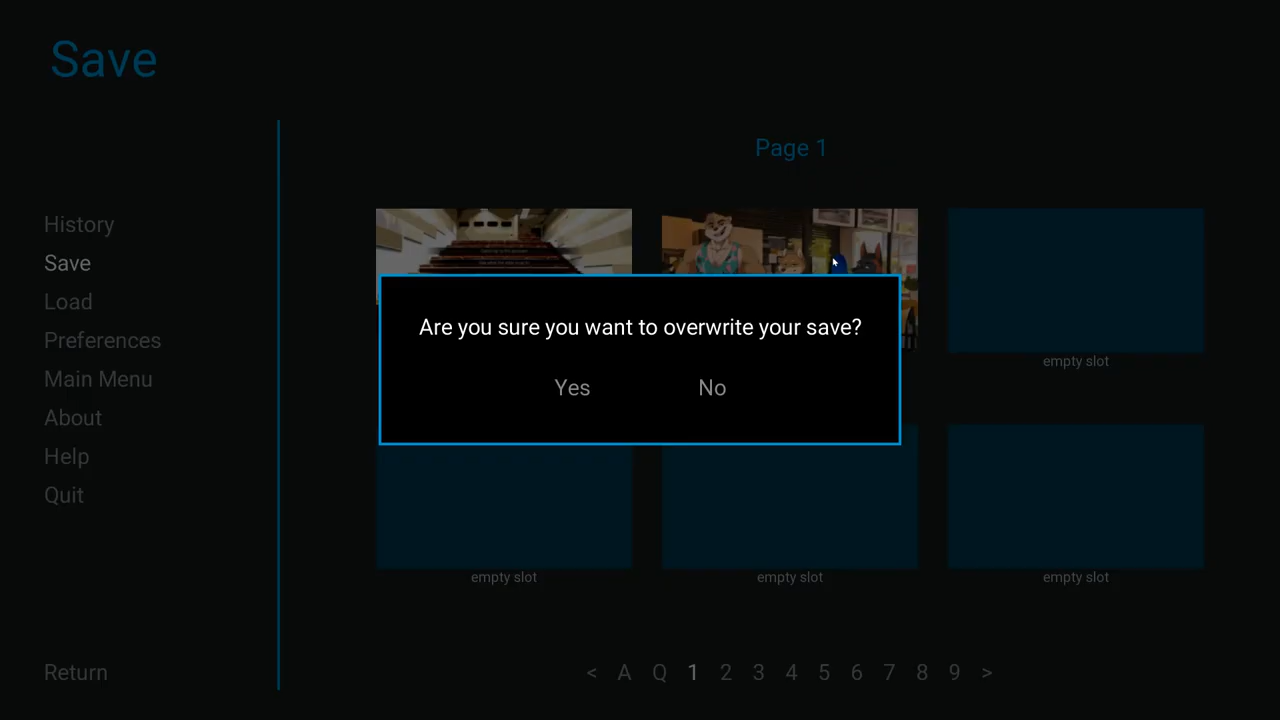 Save
Page 1
History
Save
Load
Preferences
Main Menu
About
Help
Quit
Return
Are you sure you want to overwrite your save?
Yes No
empty slot
empty slot empty slot empty slot
< A Q 1 2 3 4 5 6 7 8 9 >